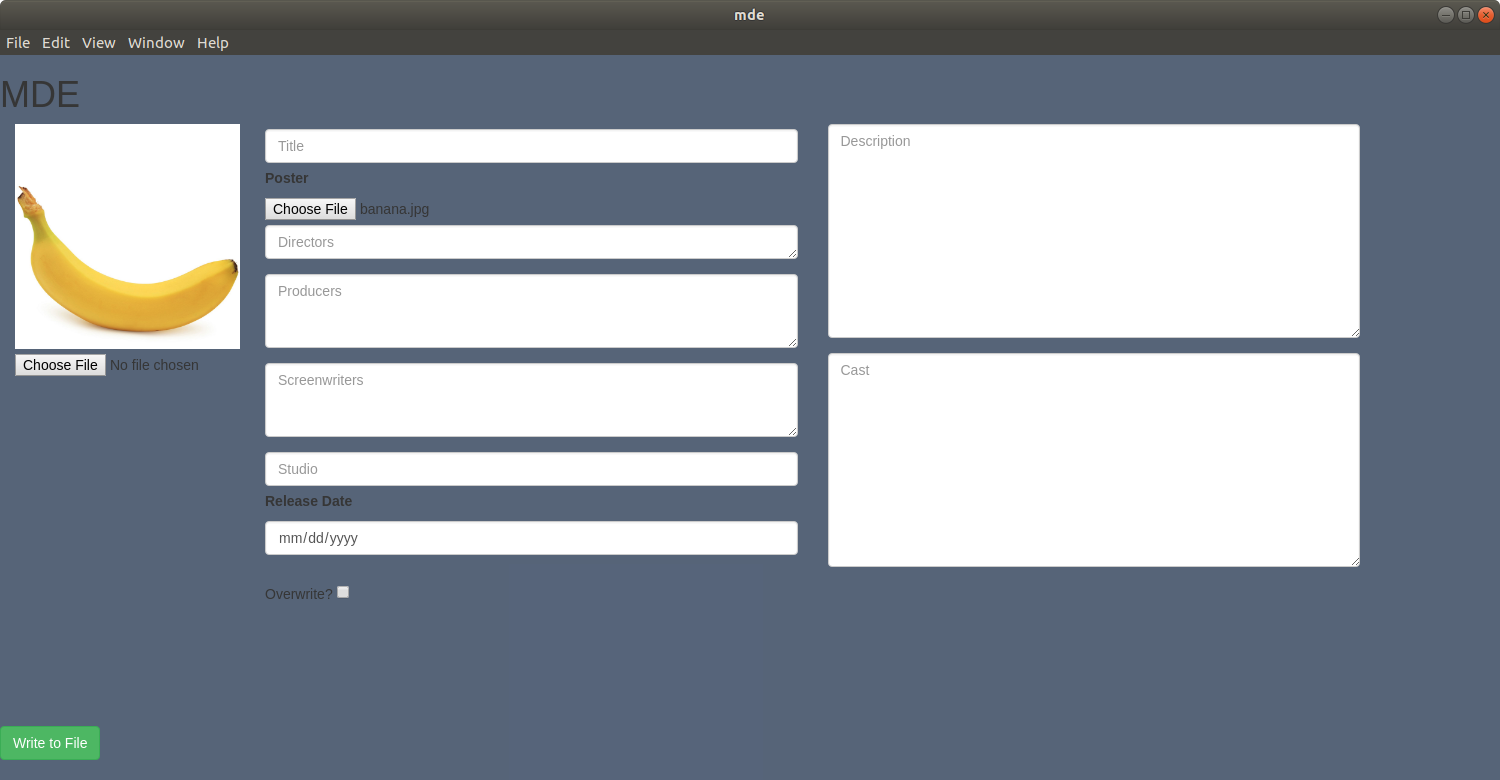 mde
File Edit View Window Help
MDE
Title
Poster
Choose File banana.jpg
Directors
Producers
Screenwriters
Studio
Release Date
mm/dd/yyyy
Overwrite?
Choose File No file chosen
Description
Cast
Write to File